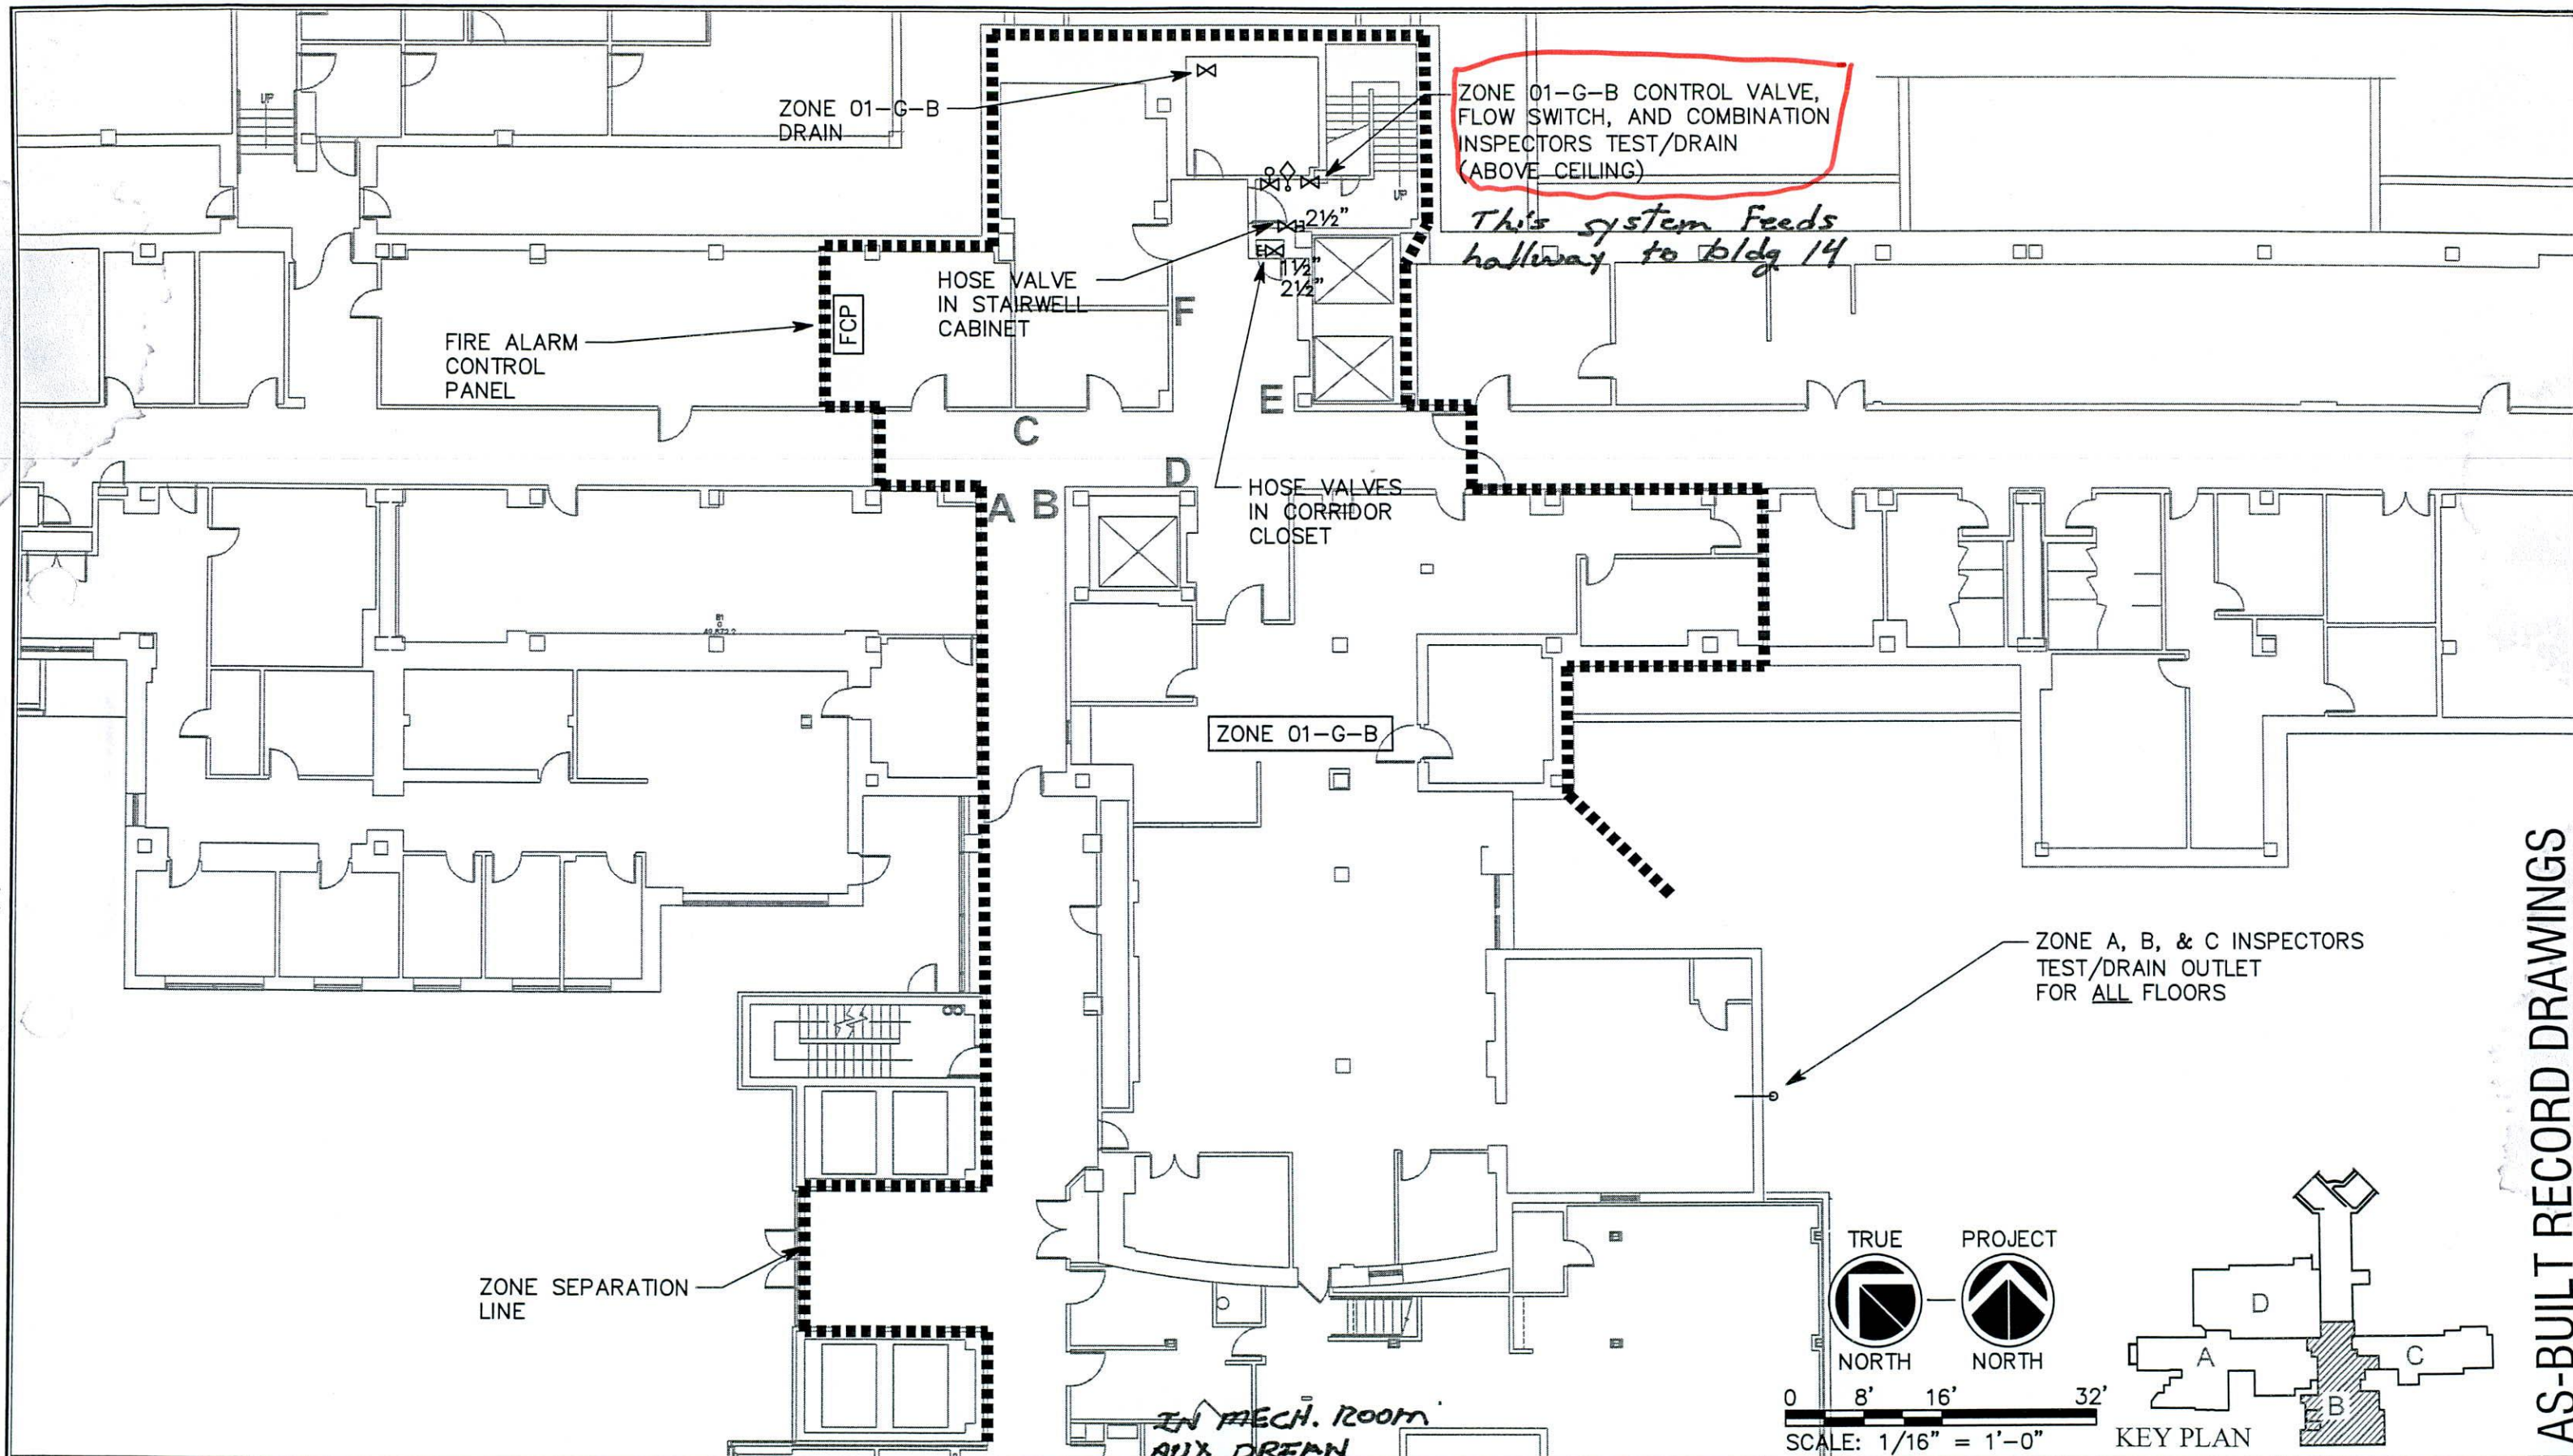 UP
ZONE 01-G-B
DRAIN
ZONE 01-G-B CONTROL VALVE,
FLOW SWITCH, AND COMBINATION
INSPECTORS TEST/DRAIN
(ABOVE CEILING)
UP
This system Feeds
hallway to bldg 14
2½"
1½"
2½"
HOSE VALVE
IN STAIRWELL
CABINET
FCP
F
FIRE ALARM
CONTROL
PANEL
E
C
D
A B
HOSE VALVES
IN CORRIDOR
CLOSET
ZONE 01-G-B
ZONE A, B, & C INSPECTORS
TEST/DRAIN OUTLET
FOR ALL FLOORS
ZONE SEPARATION
LINE
TRUE
NORTH
PROJECT
NORTH
0 8' 16' 32'
SCALE: 1/16" = 1'-0"
D
A
C
B
KEY PLAN
IN MECH. ROOM
AUX DREAN
AS-BUILT RECORD DRAWINGS